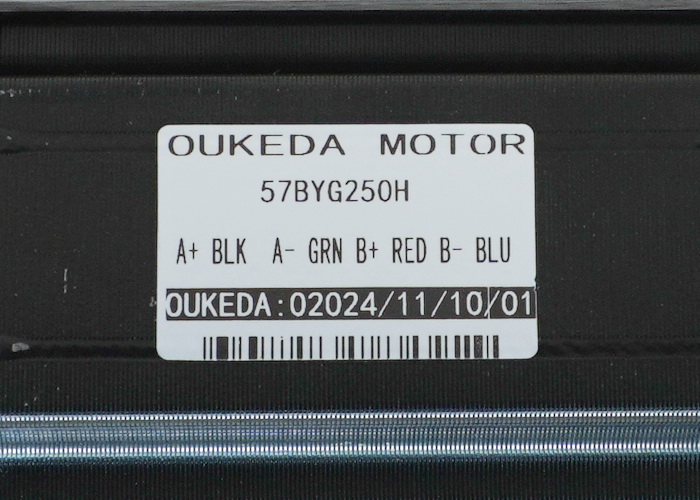 OUKEDA MOTOR
57BYG250H
A+ BLK A- GRN B+ RED B- BLU
OUKEDA:02024/11/10/01